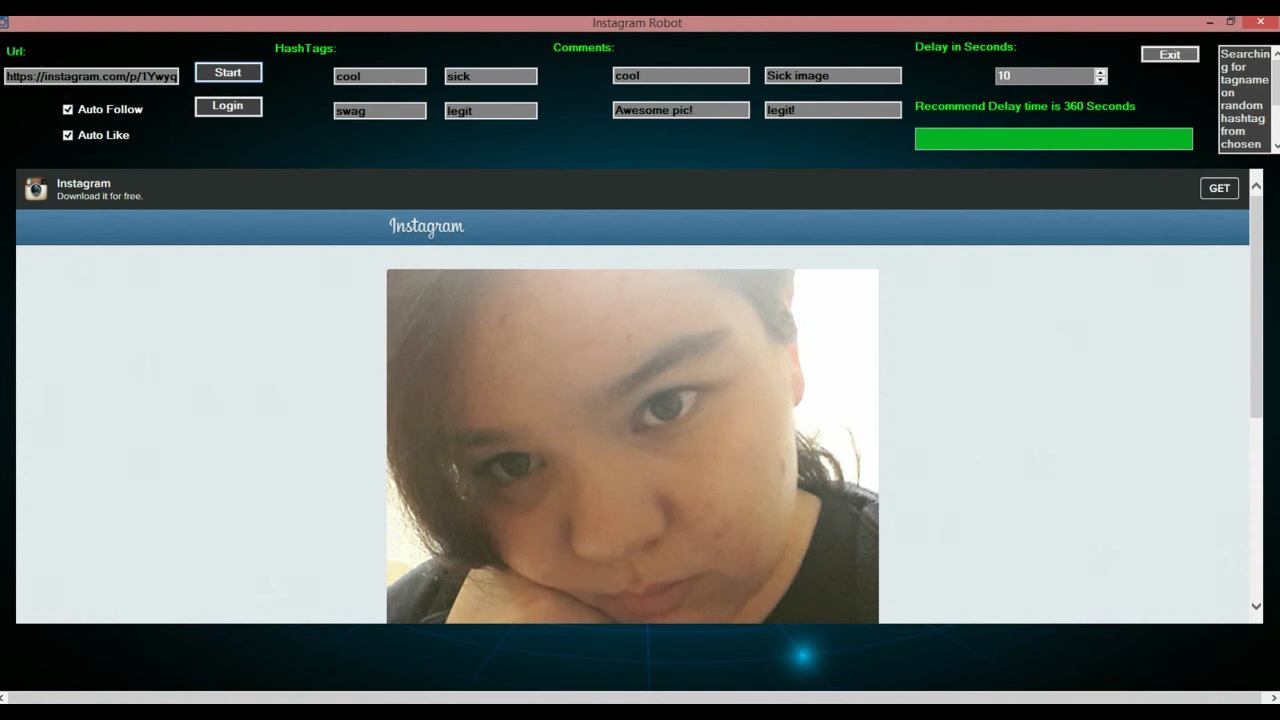 Instagram Robot
Url:
https://instagram.com/p/1Ywyq
Start
Auto Follow
Login
Auto Like
HashTags:
cool
sick
swag
legit
Comments:
cool
Sick image
Awesome pic!
legit!
Delay in Seconds:
10
Recommend Delay time is 360 Seconds
Exit
Searchin
g for
tagname
on
random
hashtag
from
chosen
Instagram
Download it for free.
GET
Instagram